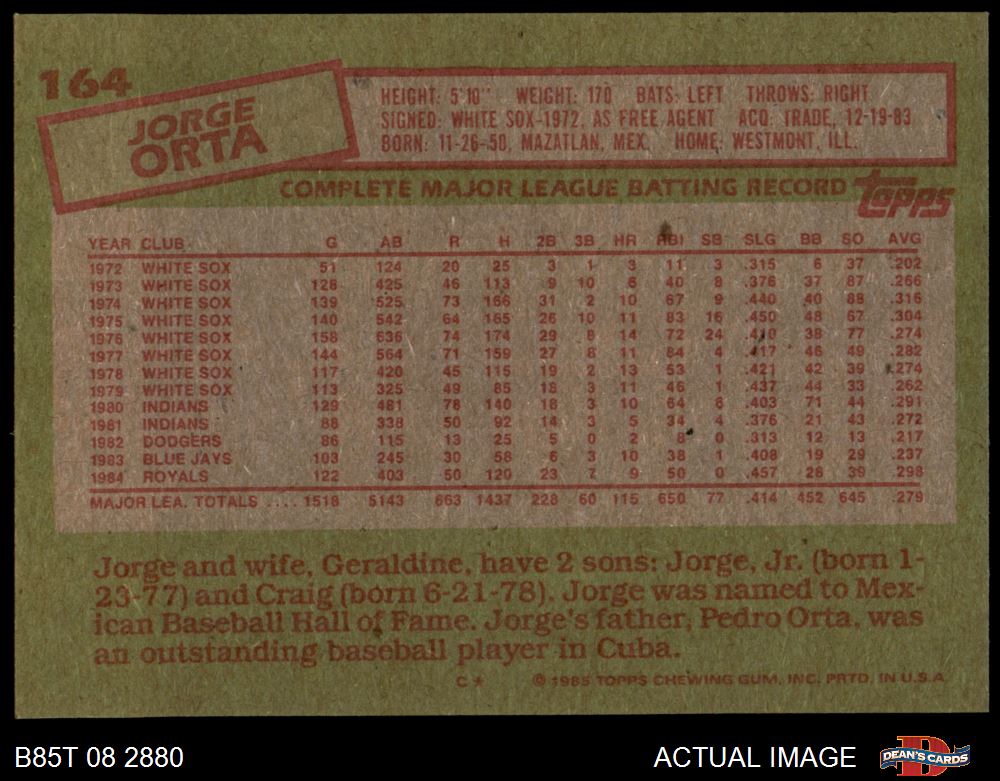 164
JORGE
ORTA
HEIGHT: 5'10" WEIGHT: 170 BATS: LEFT THROWS: RIGHT
SIGNED: WHITE SOX-1972, AS FREE AGENT ACQ. TRADE, 12-19-83
BORN: 11-26-50, MAZATLAN, MEX. HOME: WESTMONT, ILL.
COMPLETE MAJOR LEAGUE BATTING RECORD topps
YEAR CLUB G AB R H 2B 3B HR RBI SB SLG BB SO AVG
1972 WHITE SOX 51 124 20 25 3 1 3 11 3 .315 6 37 .202
1973 WHITE SOX 128 425 46 113 9 10 6 40 8 .376 37 87 .266
1974 WHITE SOX 139 525 73 166 31 2 10 67 9 .440 40 88 .316
1975 WHITE SOX 140 542 64 165 26 10 11 83 16 .450 48 67 .304
1976 WHITE SOX 158 636 74 174 29 8 14 72 24 .410 38 77 .274
1977 WHITE SOX 144 564 71 159 27 8 11 84 4 .417 46 49 .282
1978 WHITE SOX 117 420 45 115 19 2 13 53 1 .421 42 39 .274
1979 WHITE SOX 113 325 49 85 18 3 11 46 1 .437 44 33 .262
1980 INDIANS 129 481 78 140 18 3 10 64 6 .403 71 44 .291
1981 INDIANS 88 338 50 92 14 3 5 34 4 .376 21 43 .272
1982 DODGERS 86 115 13 25 5 0 2 8 0 .313 12 13 .217
1983 BLUE JAYS 103 245 30 58 6 3 10 38 1 .408 19 29 .237
1984 ROYALS 122 403 50 120 23 7 9 50 0 .457 28 39 .298
MAJOR LEA. TOTALS .... 1518 5143 663 1437 228 60 115 650 77 .414 452 645 .279
Jorge and wife, Geraldine, have 2 sons: Jorge, Jr. (born 1-
23-77) and Craig (born 6-21-78). Jorge was named to Mex-
ican Baseball Hall of Fame. Jorge's father, Pedro Orta, was
an outstanding baseball player in Cuba.
C* © 1985 TOPPS CHEWING GUM, INC. PRTD. IN U.S.A.
B85T 08 2880 ACTUAL IMAGE DEAN'S CARDS